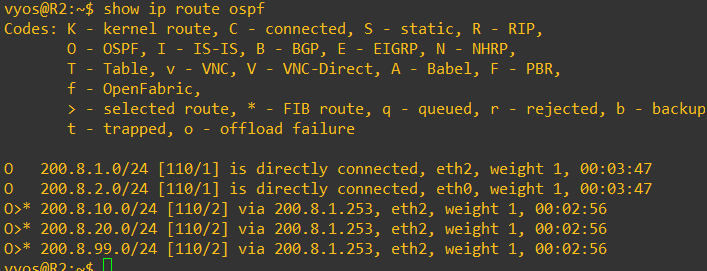 vyos@R2:~$ show ip route ospf
Codes: K - kernel route, C - connected, S - static, R - RIP,
O - OSPF, I - IS-IS, B - BGP, E - EIGRP, N - NHRP,
T - Table, v - VNC, V - VNC-Direct, A - Babel, F - PBR,
f - OpenFabric,
> - selected route, * - FIB route, q - queued, r - rejected, b - backup
t - trapped, o - offload failure
O   200.8.1.0/24 [110/1] is directly connected, eth2, weight 1, 00:03:47
O   200.8.2.0/24 [110/1] is directly connected, eth0, weight 1, 00:03:47
O>* 200.8.10.0/24 [110/2] via 200.8.1.253, eth2, weight 1, 00:02:56
O>* 200.8.20.0/24 [110/2] via 200.8.1.253, eth2, weight 1, 00:02:56
O>* 200.8.99.0/24 [110/2] via 200.8.1.253, eth2, weight 1, 00:02:56
vyos@R2:~$